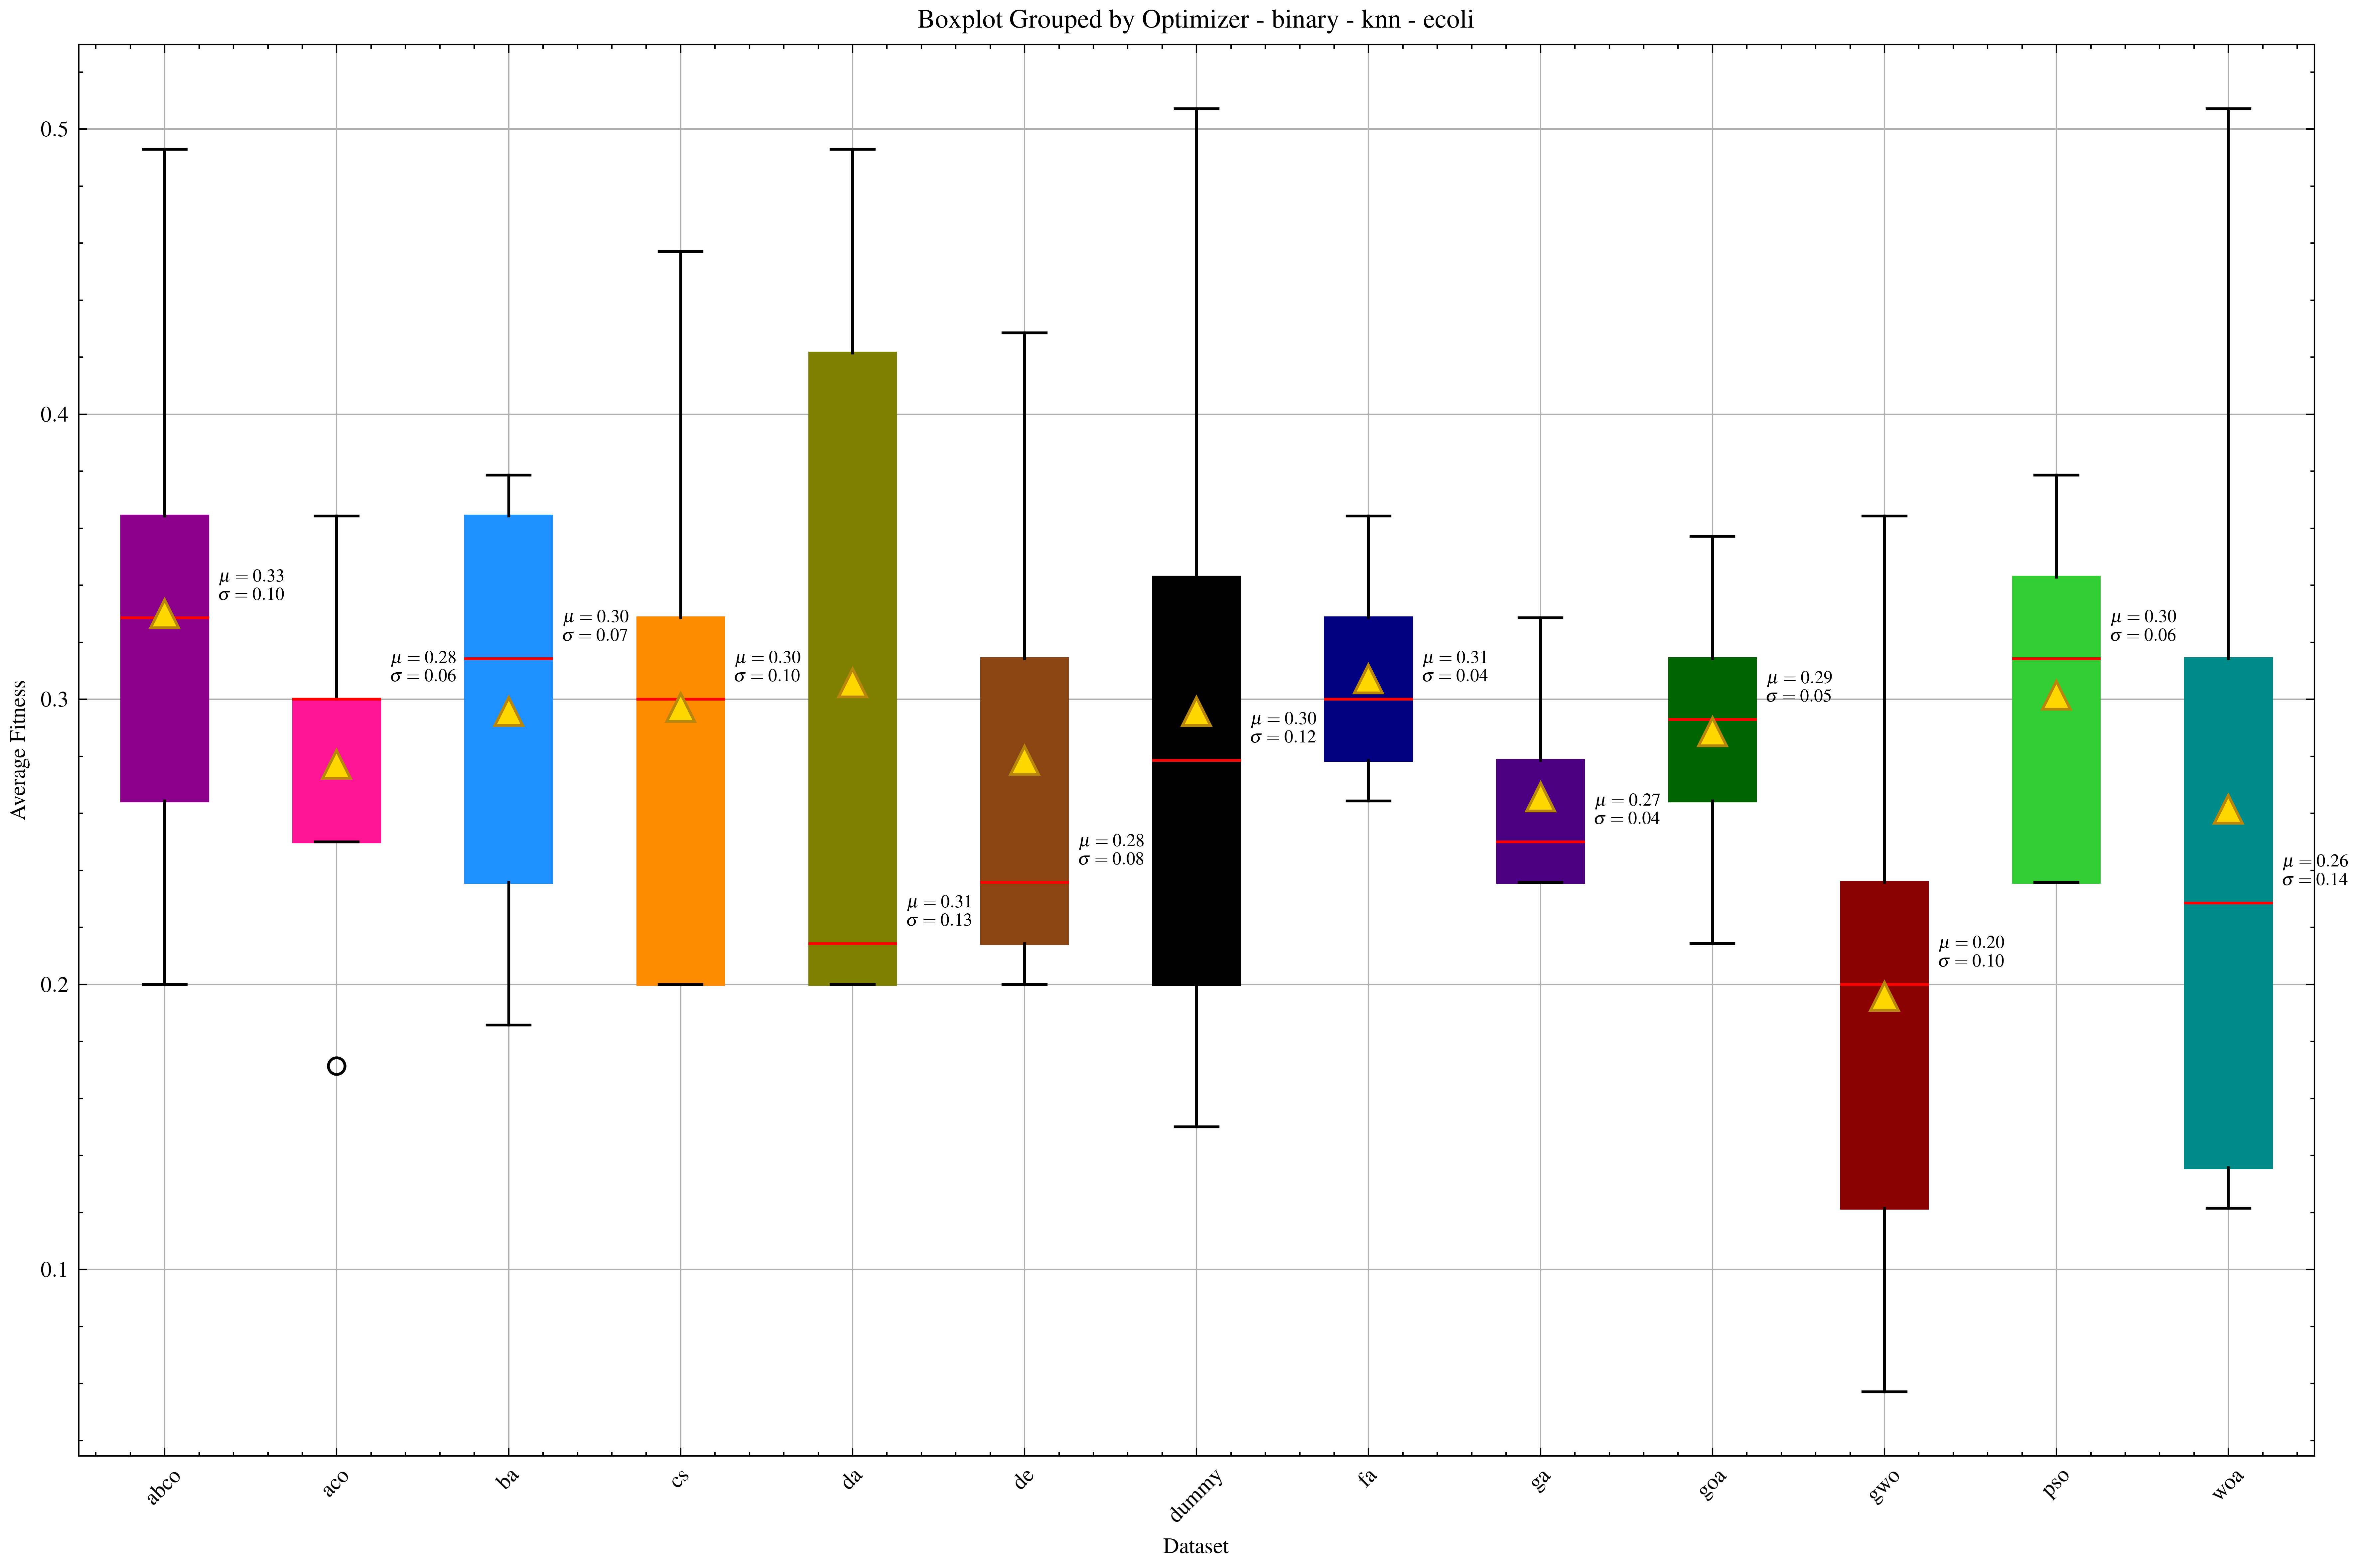 Boxplot Grouped by Optimizer - binary - knn - ecoli
Average Fitness
0.5
0.4
0.3
0.2
0.1
μ = 0.33
σ = 0.10
μ = 0.28
σ = 0.06
μ = 0.30
σ = 0.07
μ = 0.30
σ = 0.10
μ = 0.31
σ = 0.13
μ = 0.28
σ = 0.08
μ = 0.30
σ = 0.12
μ = 0.31
σ = 0.04
μ = 0.27
σ = 0.04
μ = 0.29
σ = 0.05
μ = 0.20
σ = 0.10
μ = 0.30
σ = 0.06
μ = 0.26
σ = 0.14
abco
aco
ba
cs
da
de
dummy
fa
ga
goa
gwo
pso
woa
Dataset